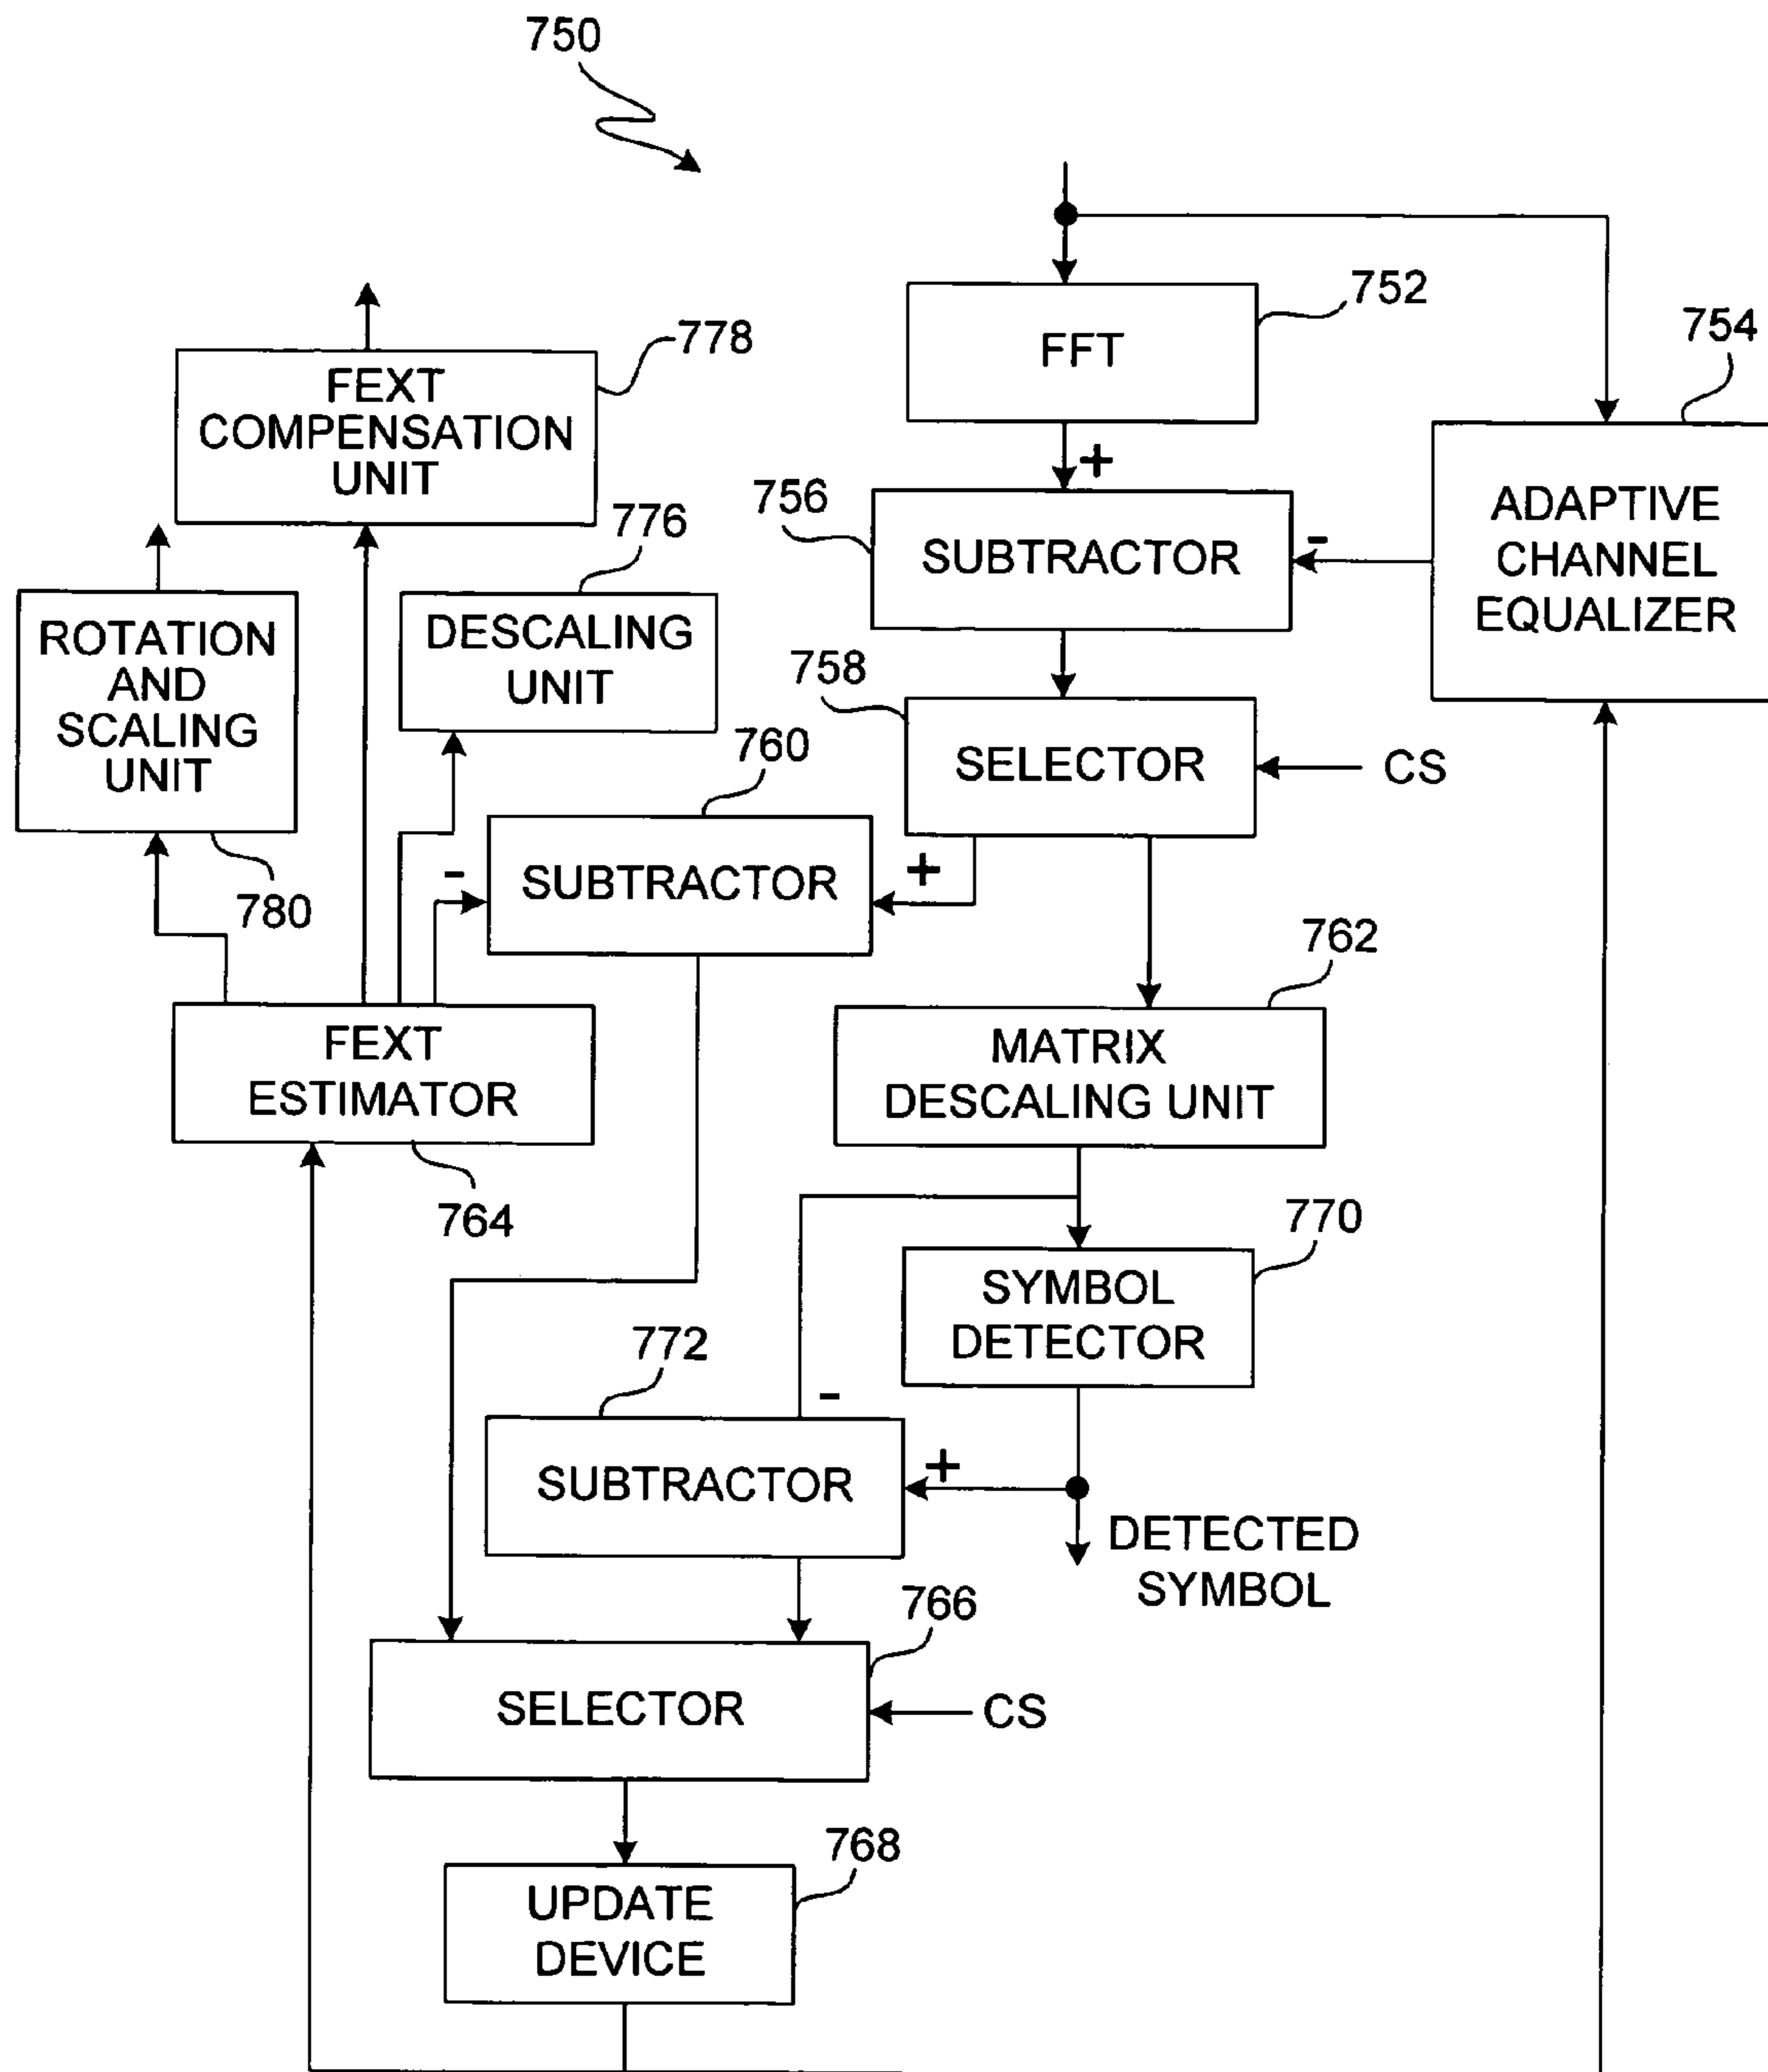 750
752
FFT
754
778
FEXT
COMPENSATION
UNIT
+
756
776
ADAPTIVE
CHANNEL
EQUALIZER
SUBTRACTOR
-
ROTATION
AND
SCALING
UNIT
DESCALING
UNIT
758
760
SELECTOR
CS
-
SUBTRACTOR
+
780
762
FEXT
ESTIMATOR
MATRIX
DESCALING UNIT
764
770
SYMBOL
DETECTOR
772
-
SUBTRACTOR
+
DETECTED
SYMBOL
766
SELECTOR
CS
768
UPDATE
DEVICE